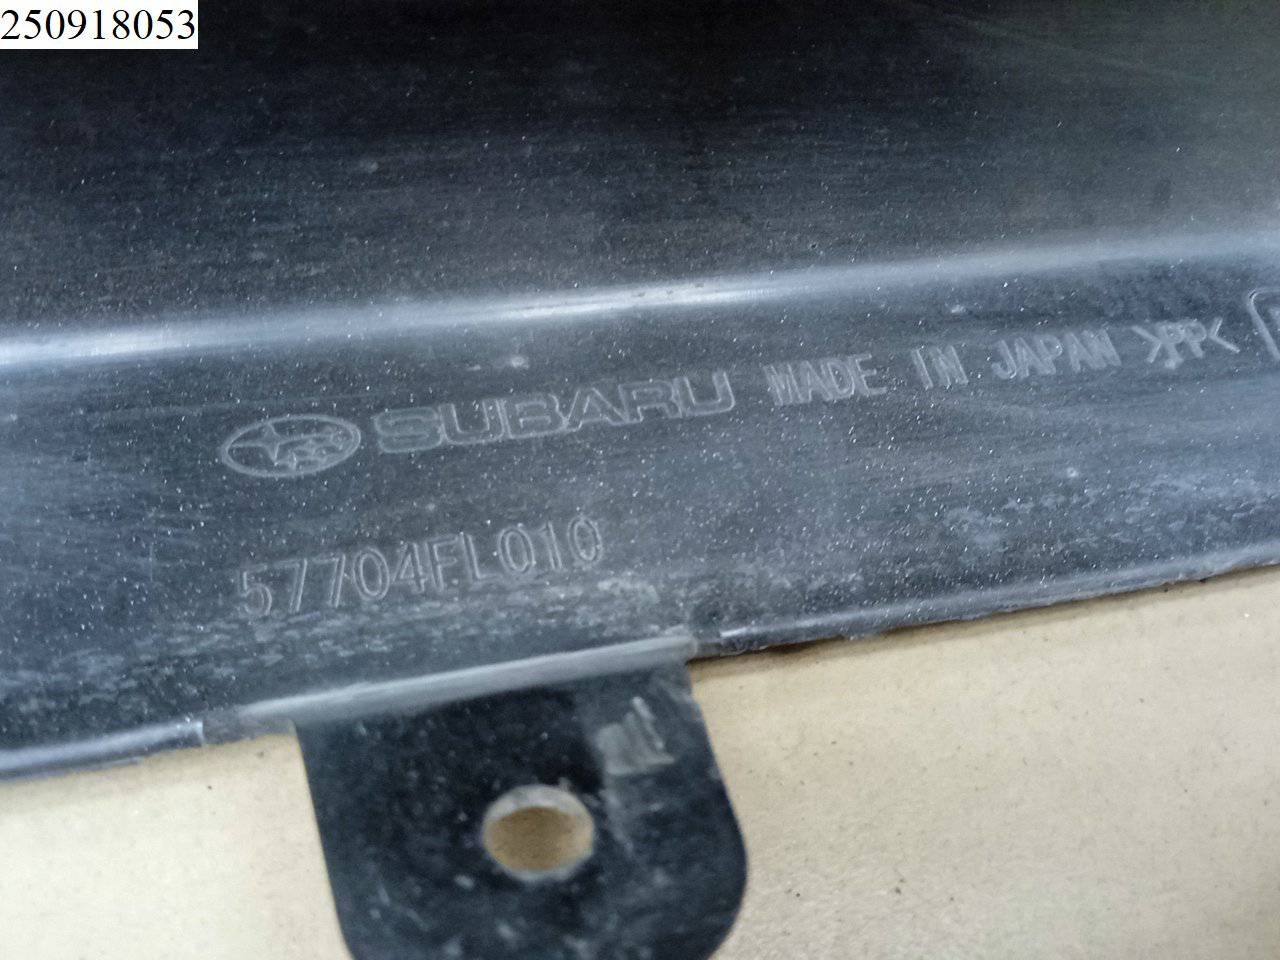 250918053
SUBARU MADE IN JAPAN >PP<
57704FL010